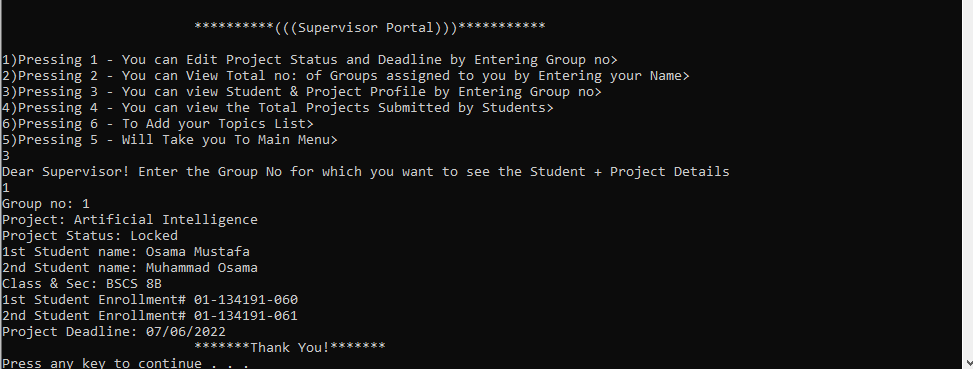 **********(((Supervisor Portal)))***********
1)Pressing 1 - You can Edit Project Status and Deadline by Entering Group no>
2)Pressing 2 - You can View Total no: of Groups assigned to you by Entering your Name>
3)Pressing 3 - You can view Student & Project Profile by Entering Group no>
4)Pressing 4 - You can view the Total Projects Submitted by Students>
6)Pressing 6 - To Add your Topics List>
5)Pressing 5 - Will Take you To Main Menu>
3
Dear Supervisor! Enter the Group No for which you want to see the Student + Project Details
1
Group no: 1
Project: Artificial Intelligence
Project Status: Locked
1st Student name: Osama Mustafa
2nd Student name: Muhammad Osama
Class & Sec: BSCS 8B
1st Student Enrollment# 01-134191-060
2nd Student Enrollment# 01-134191-061
Project Deadline: 07/06/2022
*******Thank You!*******
Press any key to continue . . .